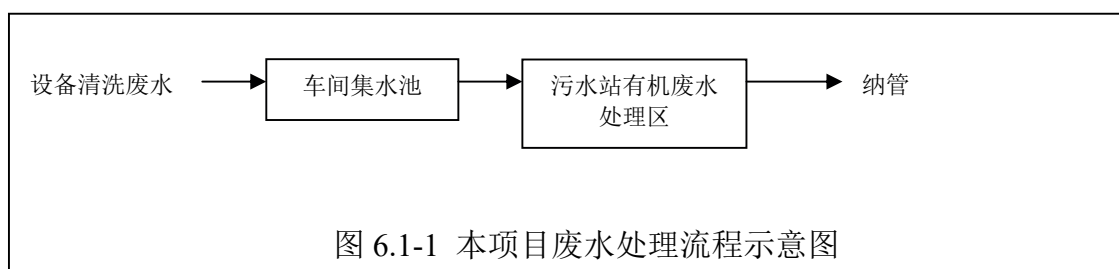 设备清洗废水
车间集水池
污水站有机废水
处理区
纳管
图 6.1-1 本项目废水处理流程示意图